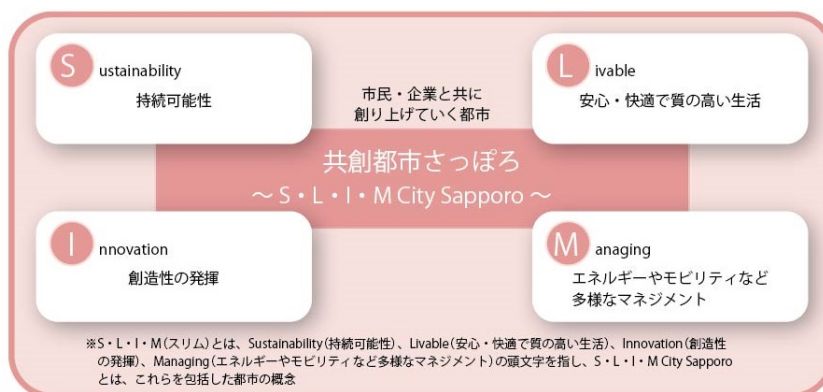 Sustainability
持続可能性
Livable
安心・快適で質の高い生活
市民・企業と共に
創り上げていく都市
共創都市さっぽろ
~ S・L・I・M City Sapporo ~
Innovation
創造性の発揮
Managing
エネルギーやモビリティなど
多様なマネジメント
※S・L・I・M(スリム)とは、Sustainability(持続可能性)、Livable(安心・快適で質の高い生活)、Innovation(創造性
の発揮)、Managing(エネルギーやモビリティなど多様なマネジメント)の頭文字を指し、S・L・I・M City Sapporo
とは、これらを包括した都市の概念